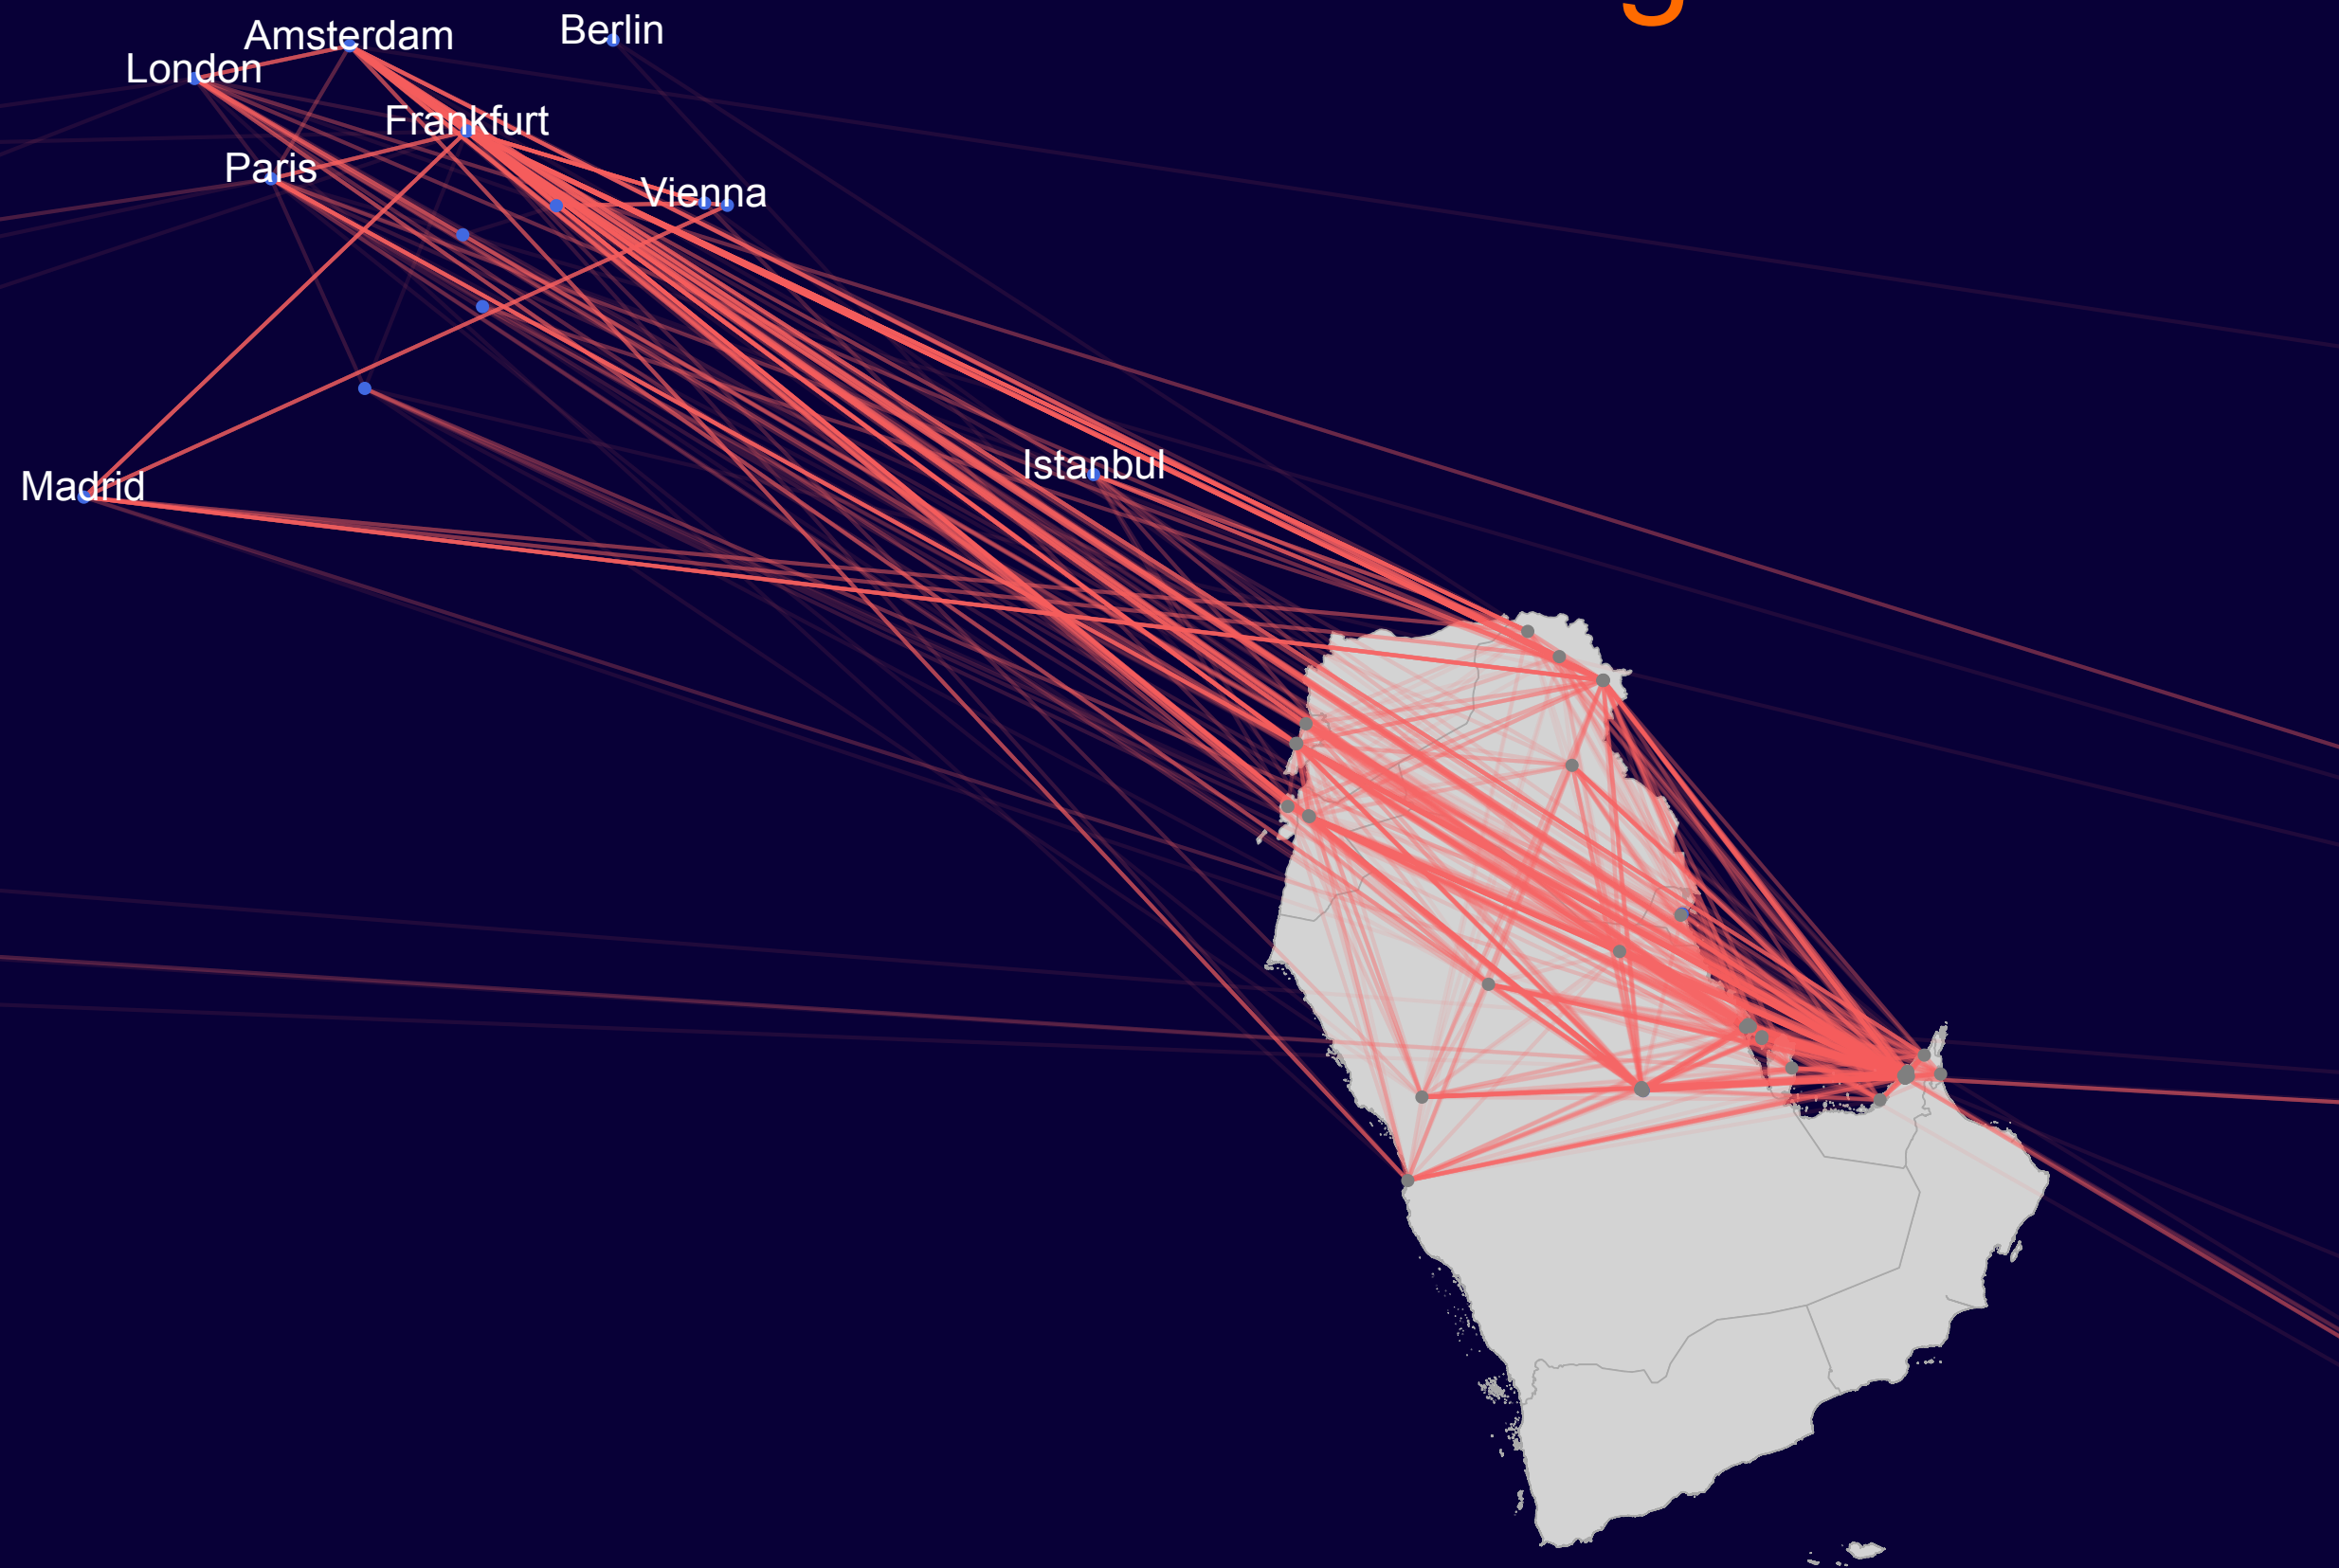 Berlin
Amsterdam
London
Frankfurt
Paris
Vienna
Istanbul
Madrid